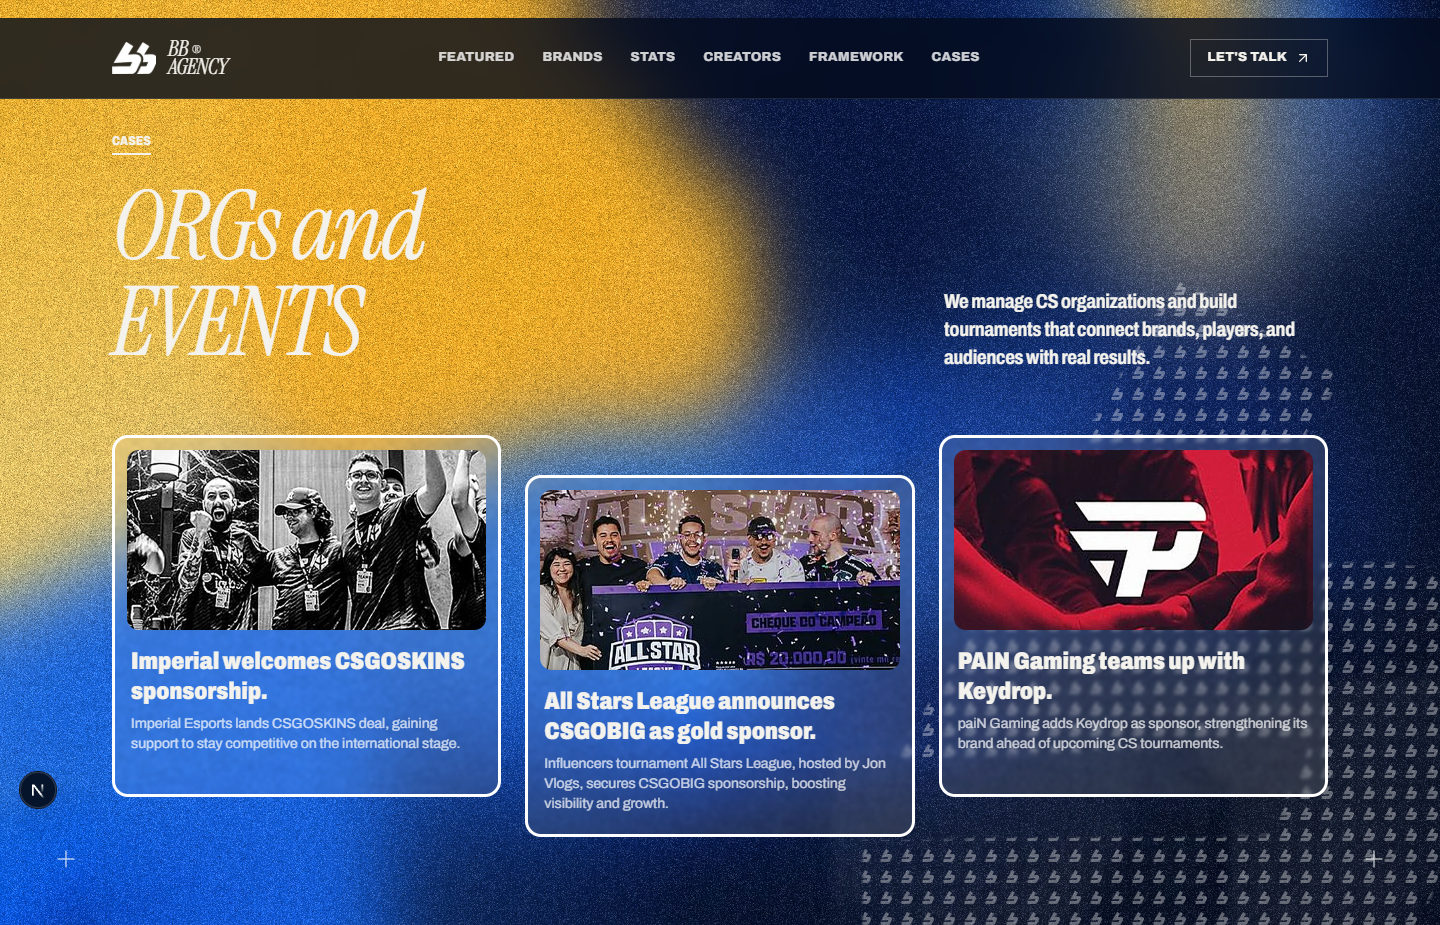 BB ®
AGENCY
FEATURED
BRANDS
STATS
CREATORS
FRAMEWORK
CASES
LET'S TALK
CASES
ORGs and
EVENTS
We manage CS organizations and build
tournaments that connect brands, players, and
audiences with real results.
Imperial welcomes CSGOSKINS
sponsorship.
Imperial Esports lands CSGOSKINS deal, gaining
support to stay competitive on the international stage.
ALL STAR
CHEQUE DO CAMPEÃO
ALL STAR
R$ 20.000,00
All Stars League announces
CSGOBIG as gold sponsor.
Influencers tournament All Stars League, hosted by Jon
Vlogs, secures CSGOBIG sponsorship, boosting
visibility and growth.
PAIN Gaming teams up with
Keydrop.
paiN Gaming adds Keydrop as sponsor, strengthening its
brand ahead of upcoming CS tournaments.
N